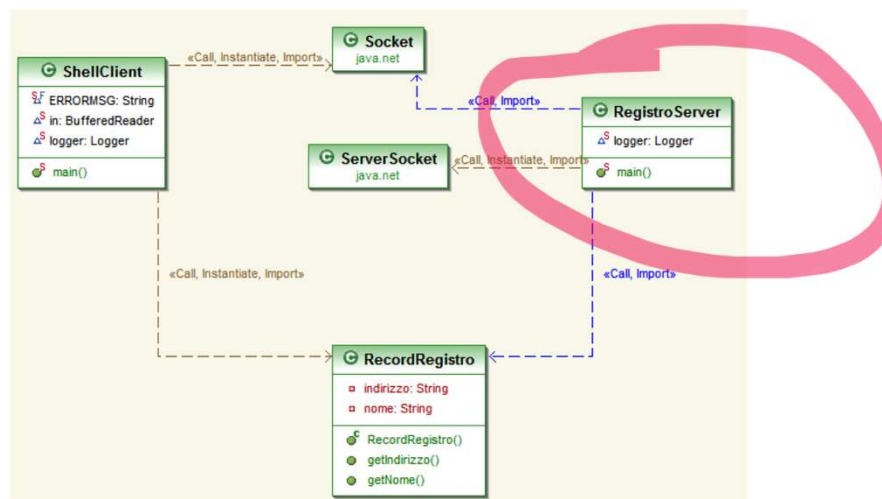 Socket
java.net
«Call, Instantiate, Import»
ShellClient
ERRORMSG: String
in: BufferedReader
logger: Logger
main()
«Call, Import»
RegistroServer
logger: Logger
main()
ServerSocket
java.net
«Call, Instantiate, Import»
«Call, Instantiate, Import»
«Call, Import»
RecordRegistro
indirizzo: String
nome: String
RecordRegistro()
getIndirizzo()
getNome()